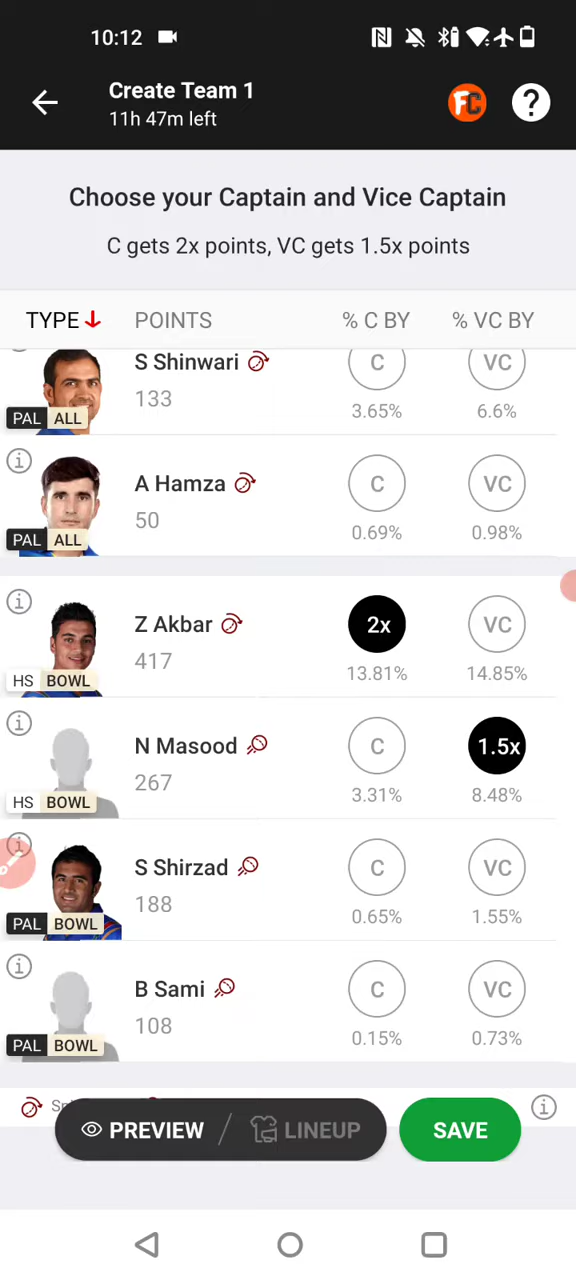 10:12
Create Team 1
11h 47m left
FC
?
Choose your Captain and Vice Captain
C gets 2x points, VC gets 1.5x points
TYPE POINTS % C BY % VC BY
S Shinwari C VC
133 3.65% 6.6%
PAL ALL
A Hamza C VC
50 0.69% 0.98%
PAL ALL
Z Akbar 2x VC
417 13.81% 14.85%
HS BOWL
N Masood C 1.5x
267 3.31% 8.48%
HS BOWL
S Shirzad C VC
188 0.65% 1.55%
PAL BOWL
B Sami C VC
108 0.15% 0.73%
PAL BOWL
PREVIEW / LINEUP SAVE